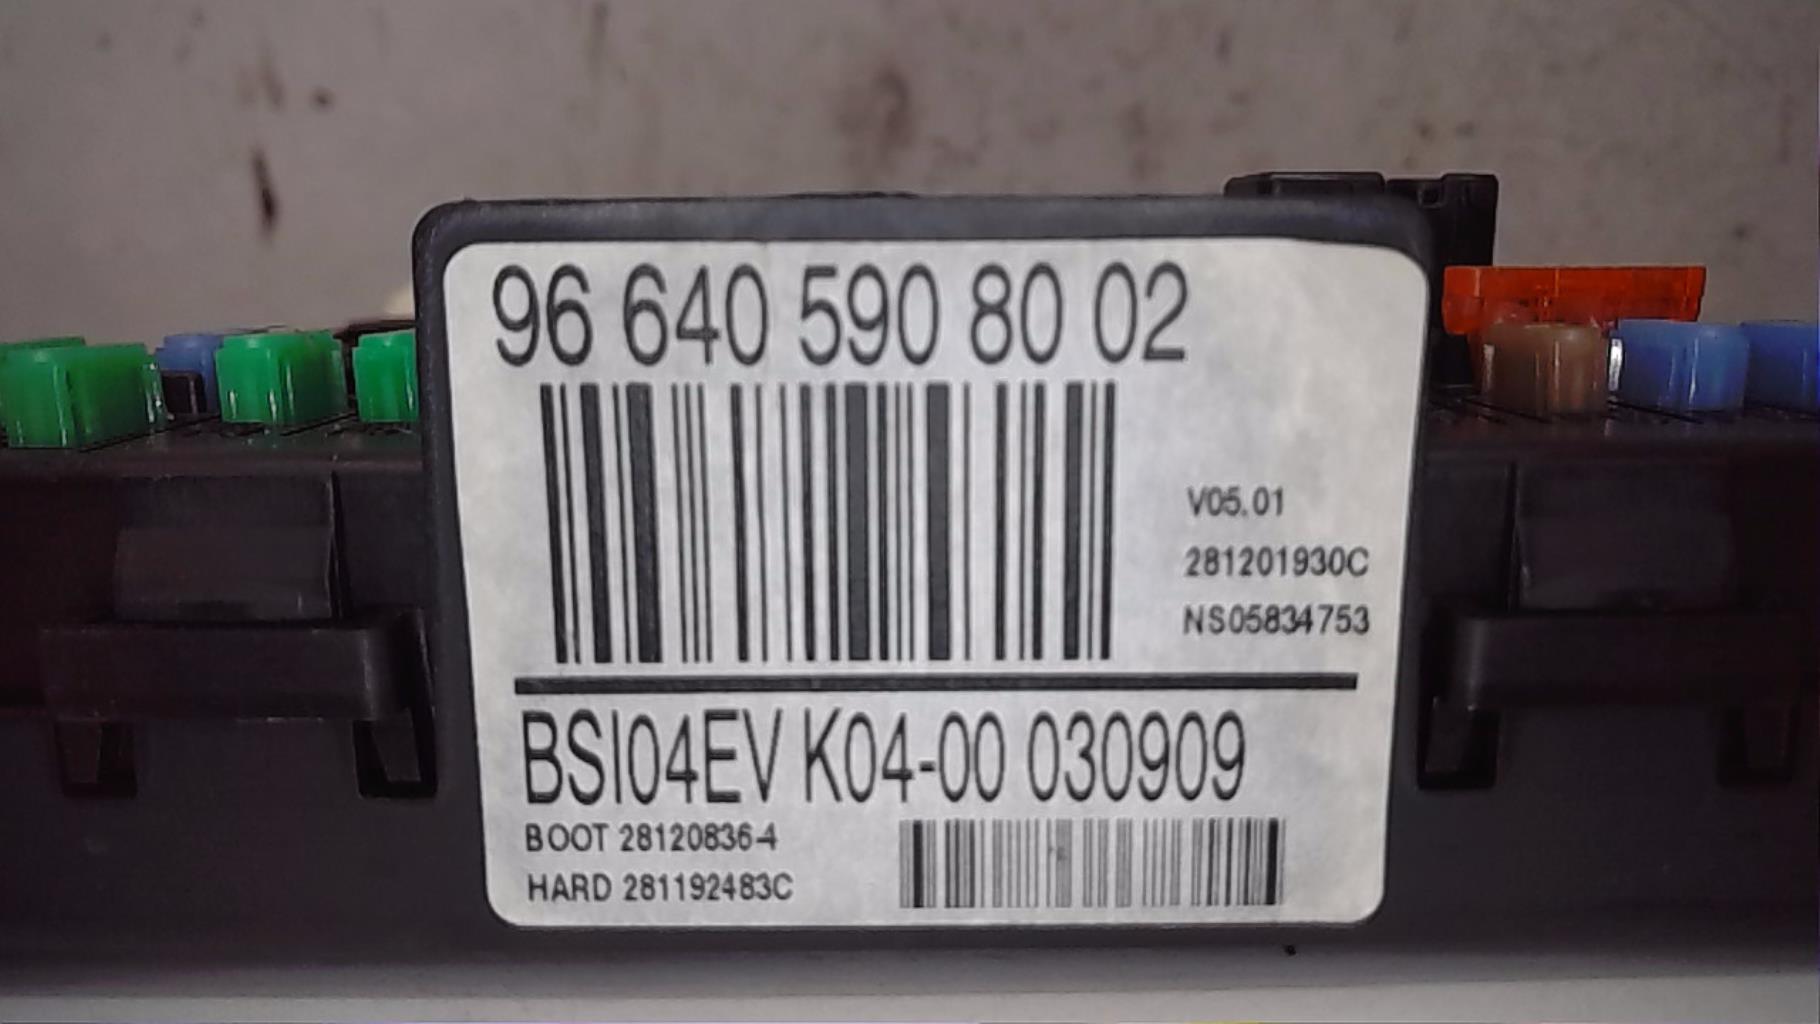 96 640 590 80 02
V05.01
281201930C
NS05834753
BSI04EV K04-00 030909
BOOT 28120836-4
HARD 281192483C